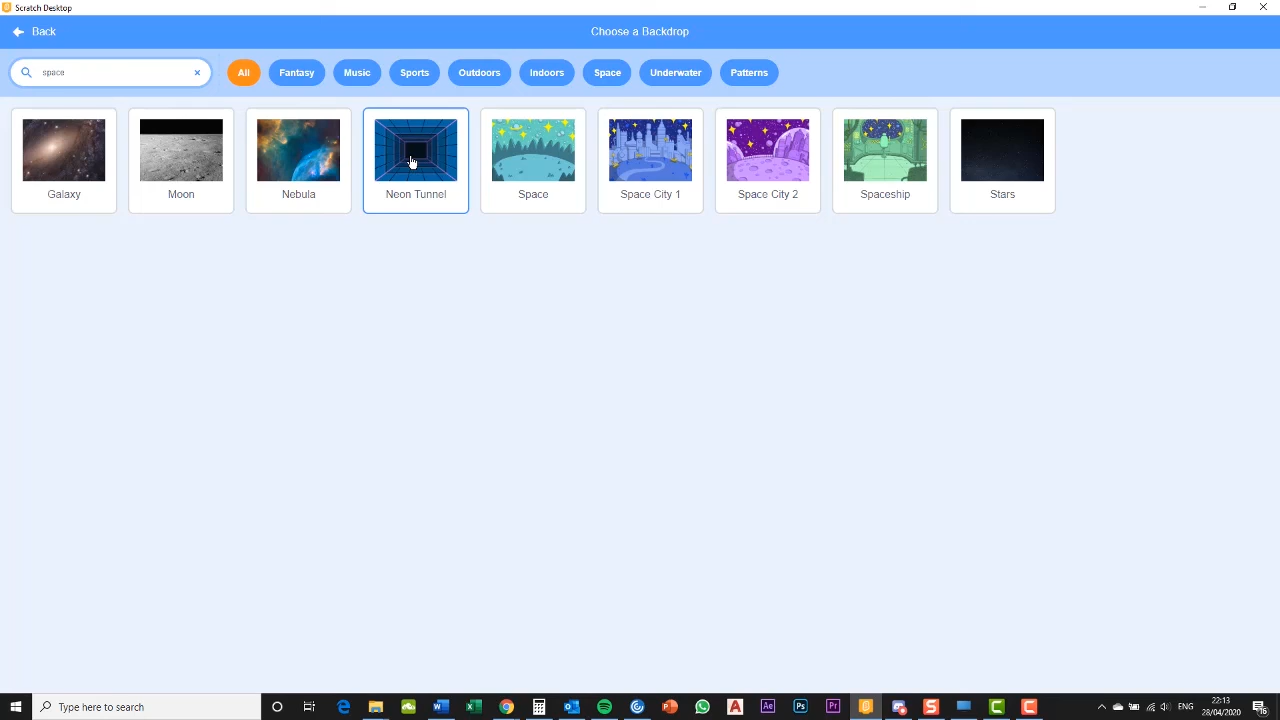 Scratch Desktop
Back
Choose a Backdrop
space
All
Fantasy
Music
Sports
Outdoors
Indoors
Space
Underwater
Patterns
Galaxy
Moon
Nebula
Neon Tunnel
Space
Space City 1
Space City 2
Spaceship
Stars
Type here to search
ENG
22:13
28/04/2020